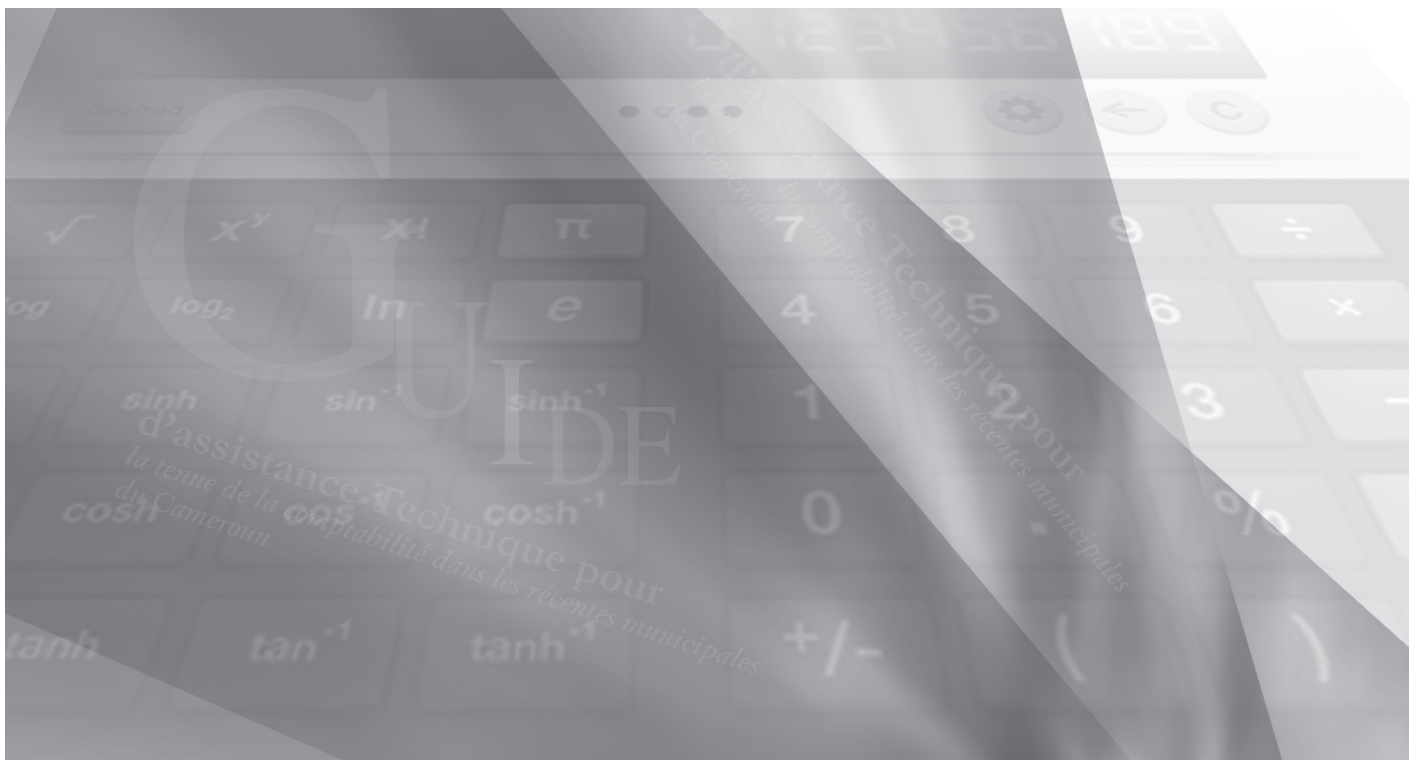 0123456789
deg/rad
C
√ xʸ x! π 7 8 9 ÷
log log₂ ln e 4 5 6 ×
sinh sin⁻¹ sinh⁻¹ 1 2 3 −
cosh cos⁻¹ cosh⁻¹ 0 . %
tanh tan⁻¹ tanh⁻¹ +/- ( )
GUIDE
d'assistance Technique pour
la tenue de la comptabilité dans les récentes municipales
du Cameroun
d'assistance Technique pour
la tenue de la comptabilité dans les récentes municipales
du Cameroun